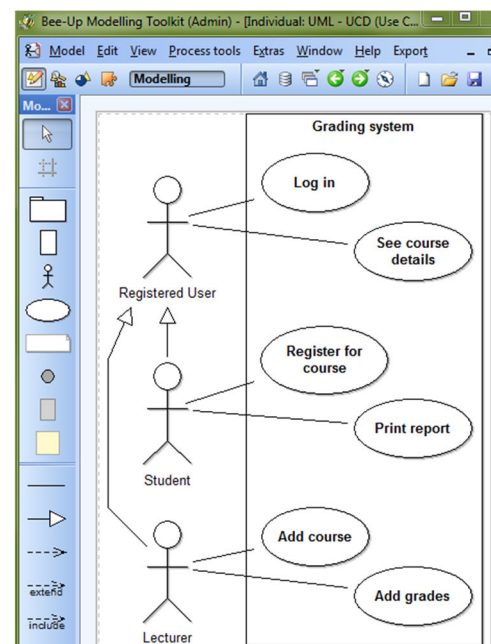 Bee-Up Modelling Toolkit (Admin) - [Individual: UML - UCD (Use C...
Model Edit View Process tools Extras Window Help Export
Modelling
Mo...
Grading system
Log in
See course
details
Registered User
Register for
course
Print report
Student
Add course
Add grades
Lecturer
extend
include